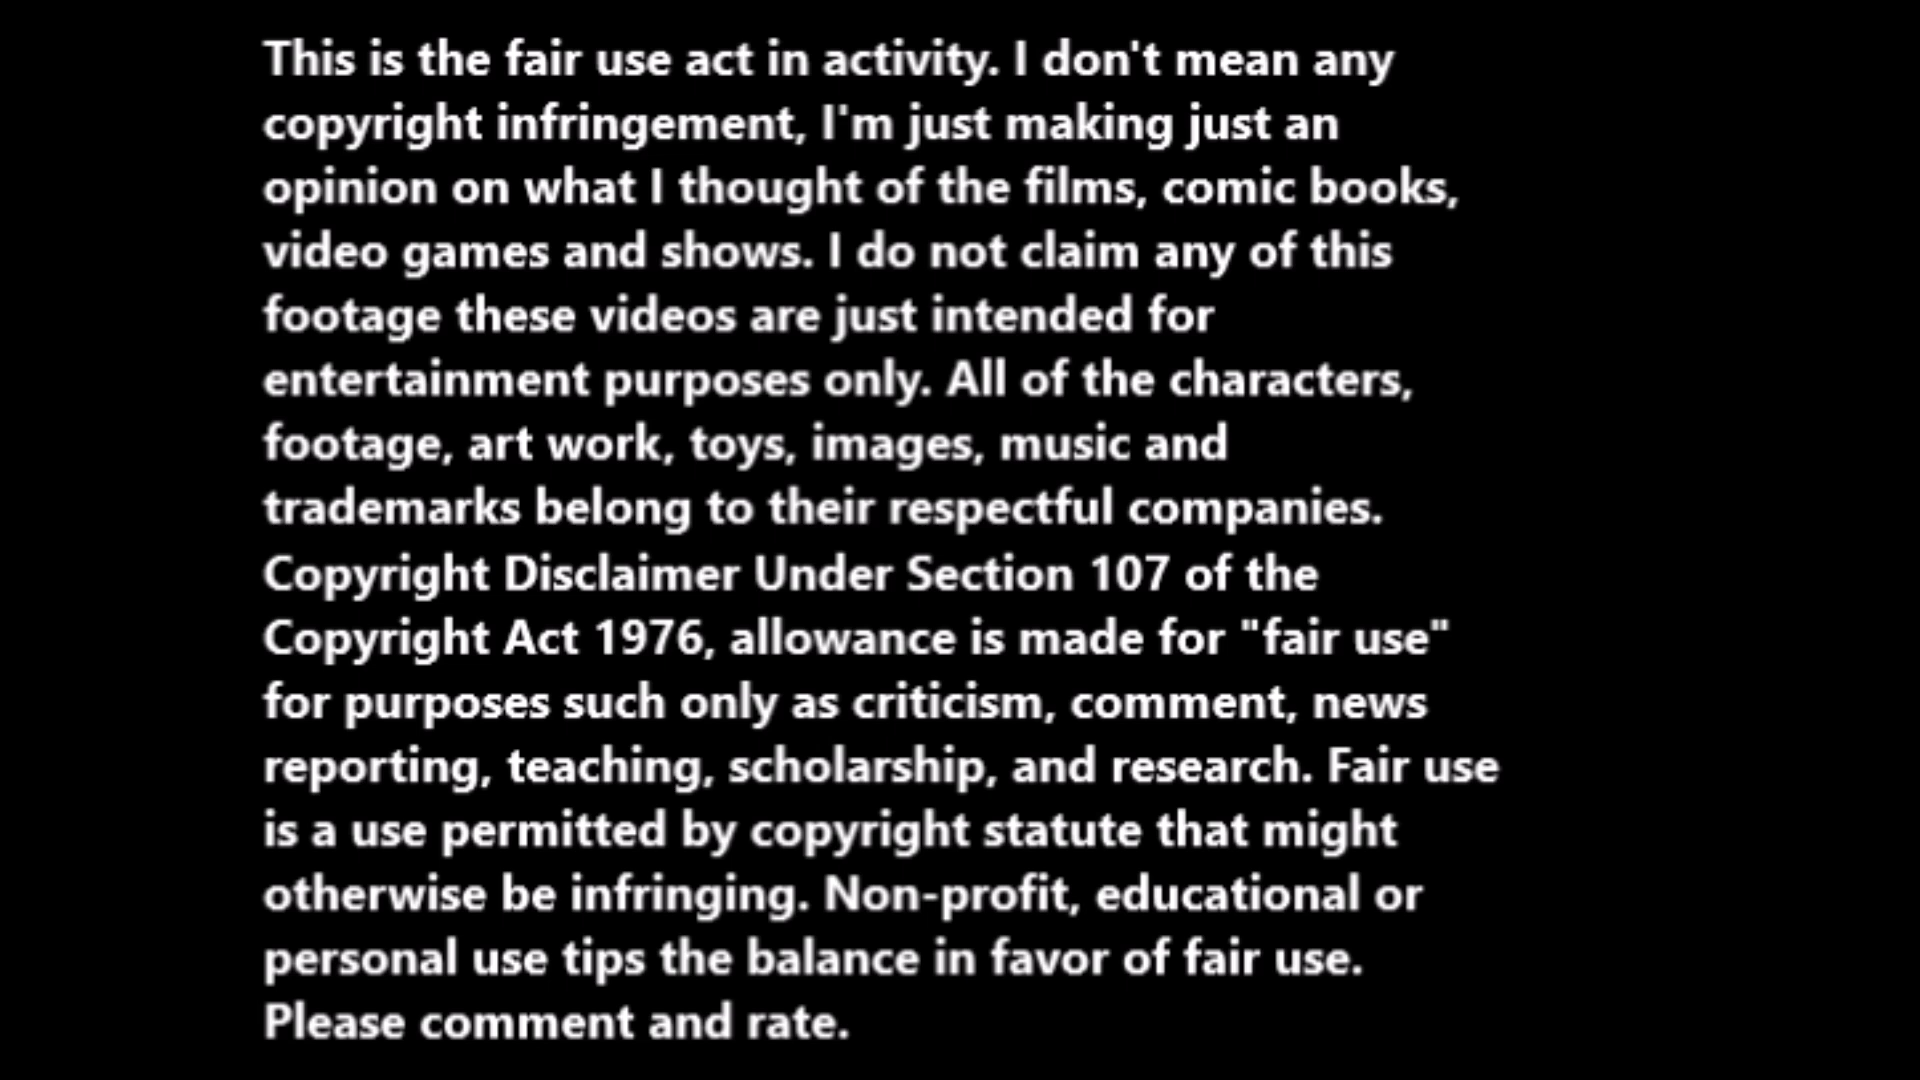 This is the fair use act in activity. I don't mean any
copyright infringement, I'm just making just an
opinion on what I thought of the films, comic books,
video games and shows. I do not claim any of this
footage these videos are just intended for
entertainment purposes only. All of the characters,
footage, art work, toys, images, music and
trademarks belong to their respectful companies.
Copyright Disclaimer Under Section 107 of the
Copyright Act 1976, allowance is made for "fair use"
for purposes such only as criticism, comment, news
reporting, teaching, scholarship, and research. Fair use
is a use permitted by copyright statute that might
otherwise be infringing. Non-profit, educational or
personal use tips the balance in favor of fair use.
Please comment and rate.